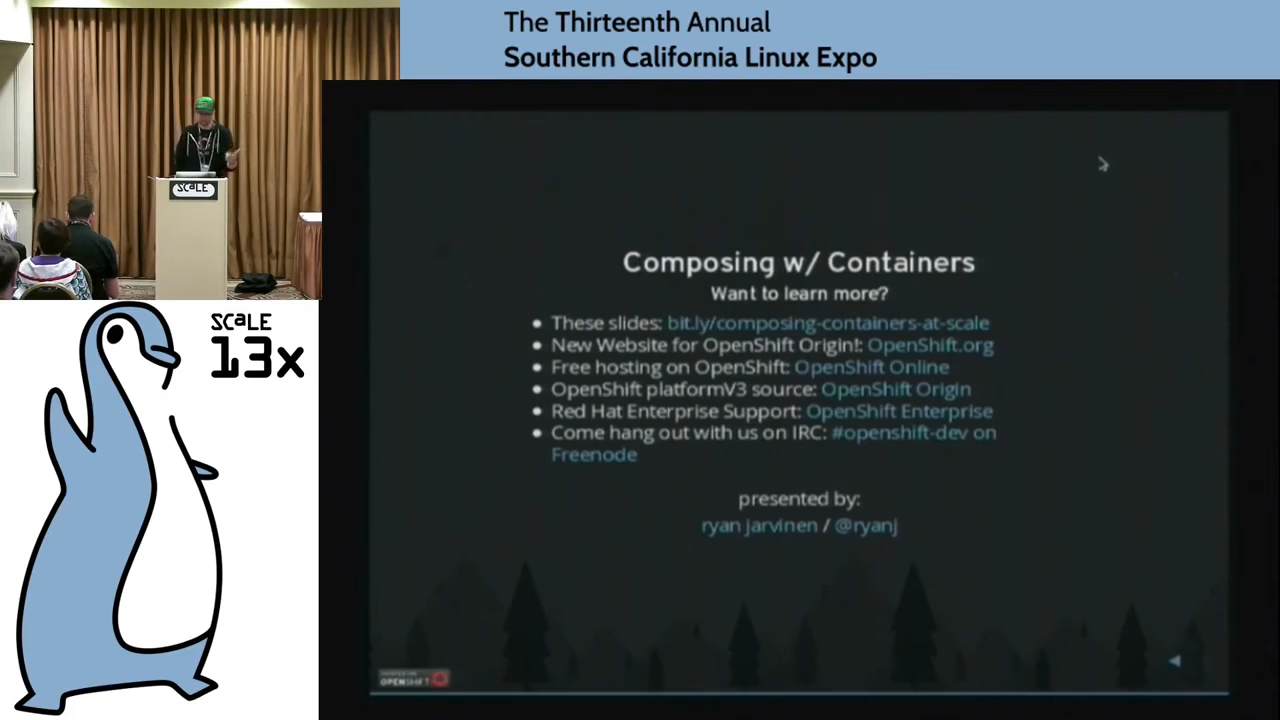 The Thirteenth Annual
Southern California Linux Expo
SCALE
SCALE
13x
Composing w/ Containers
Want to learn more?
These slides: bit.ly/composing-containers-at-scale
New Website for OpenShift Origin!: OpenShift.org
Free hosting on OpenShift: OpenShift Online
OpenShift platformV3 source: OpenShift Origin
Red Hat Enterprise Support: OpenShift Enterprise
Come hang out with us on IRC: #openshift-dev on
Freenode
presented by:
ryan jarvinen / @ryanj
OPENSHIFT